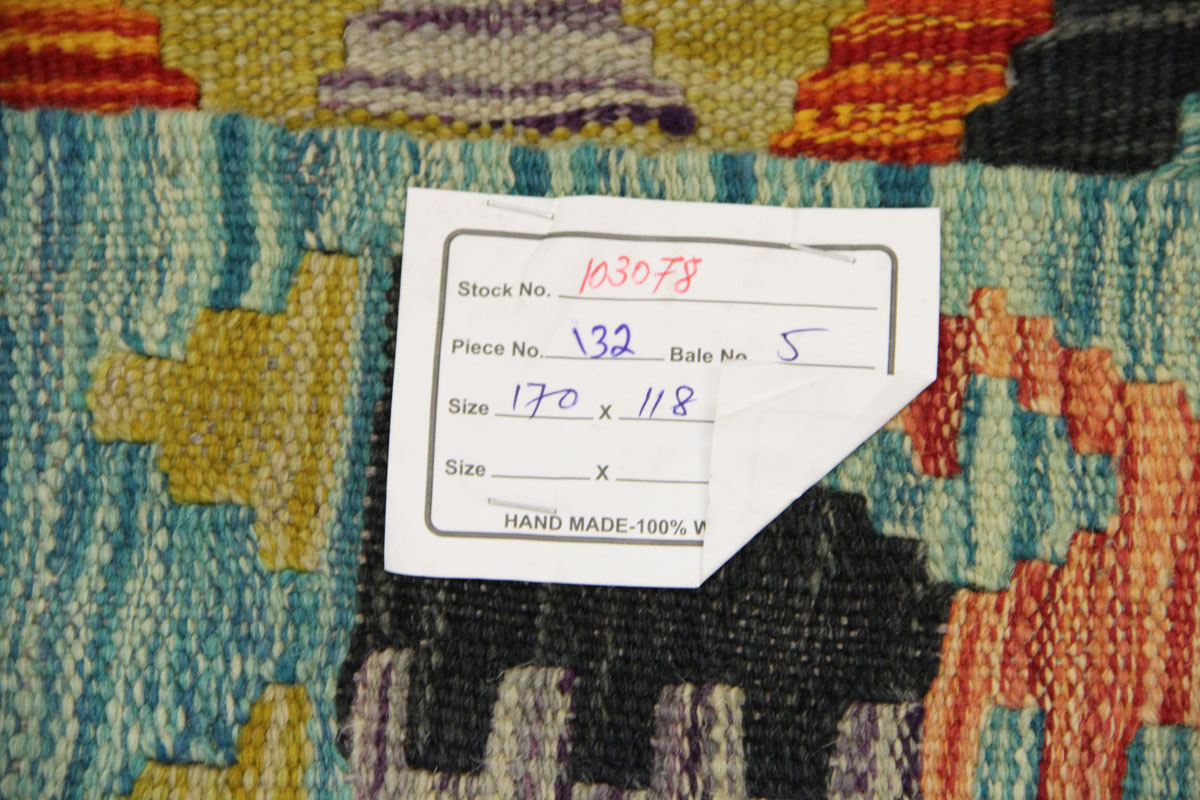 Stock No. 103078
Piece No. 132 Bale No. 5
Size 170 X 118
Size X
HAND MADE-100% W